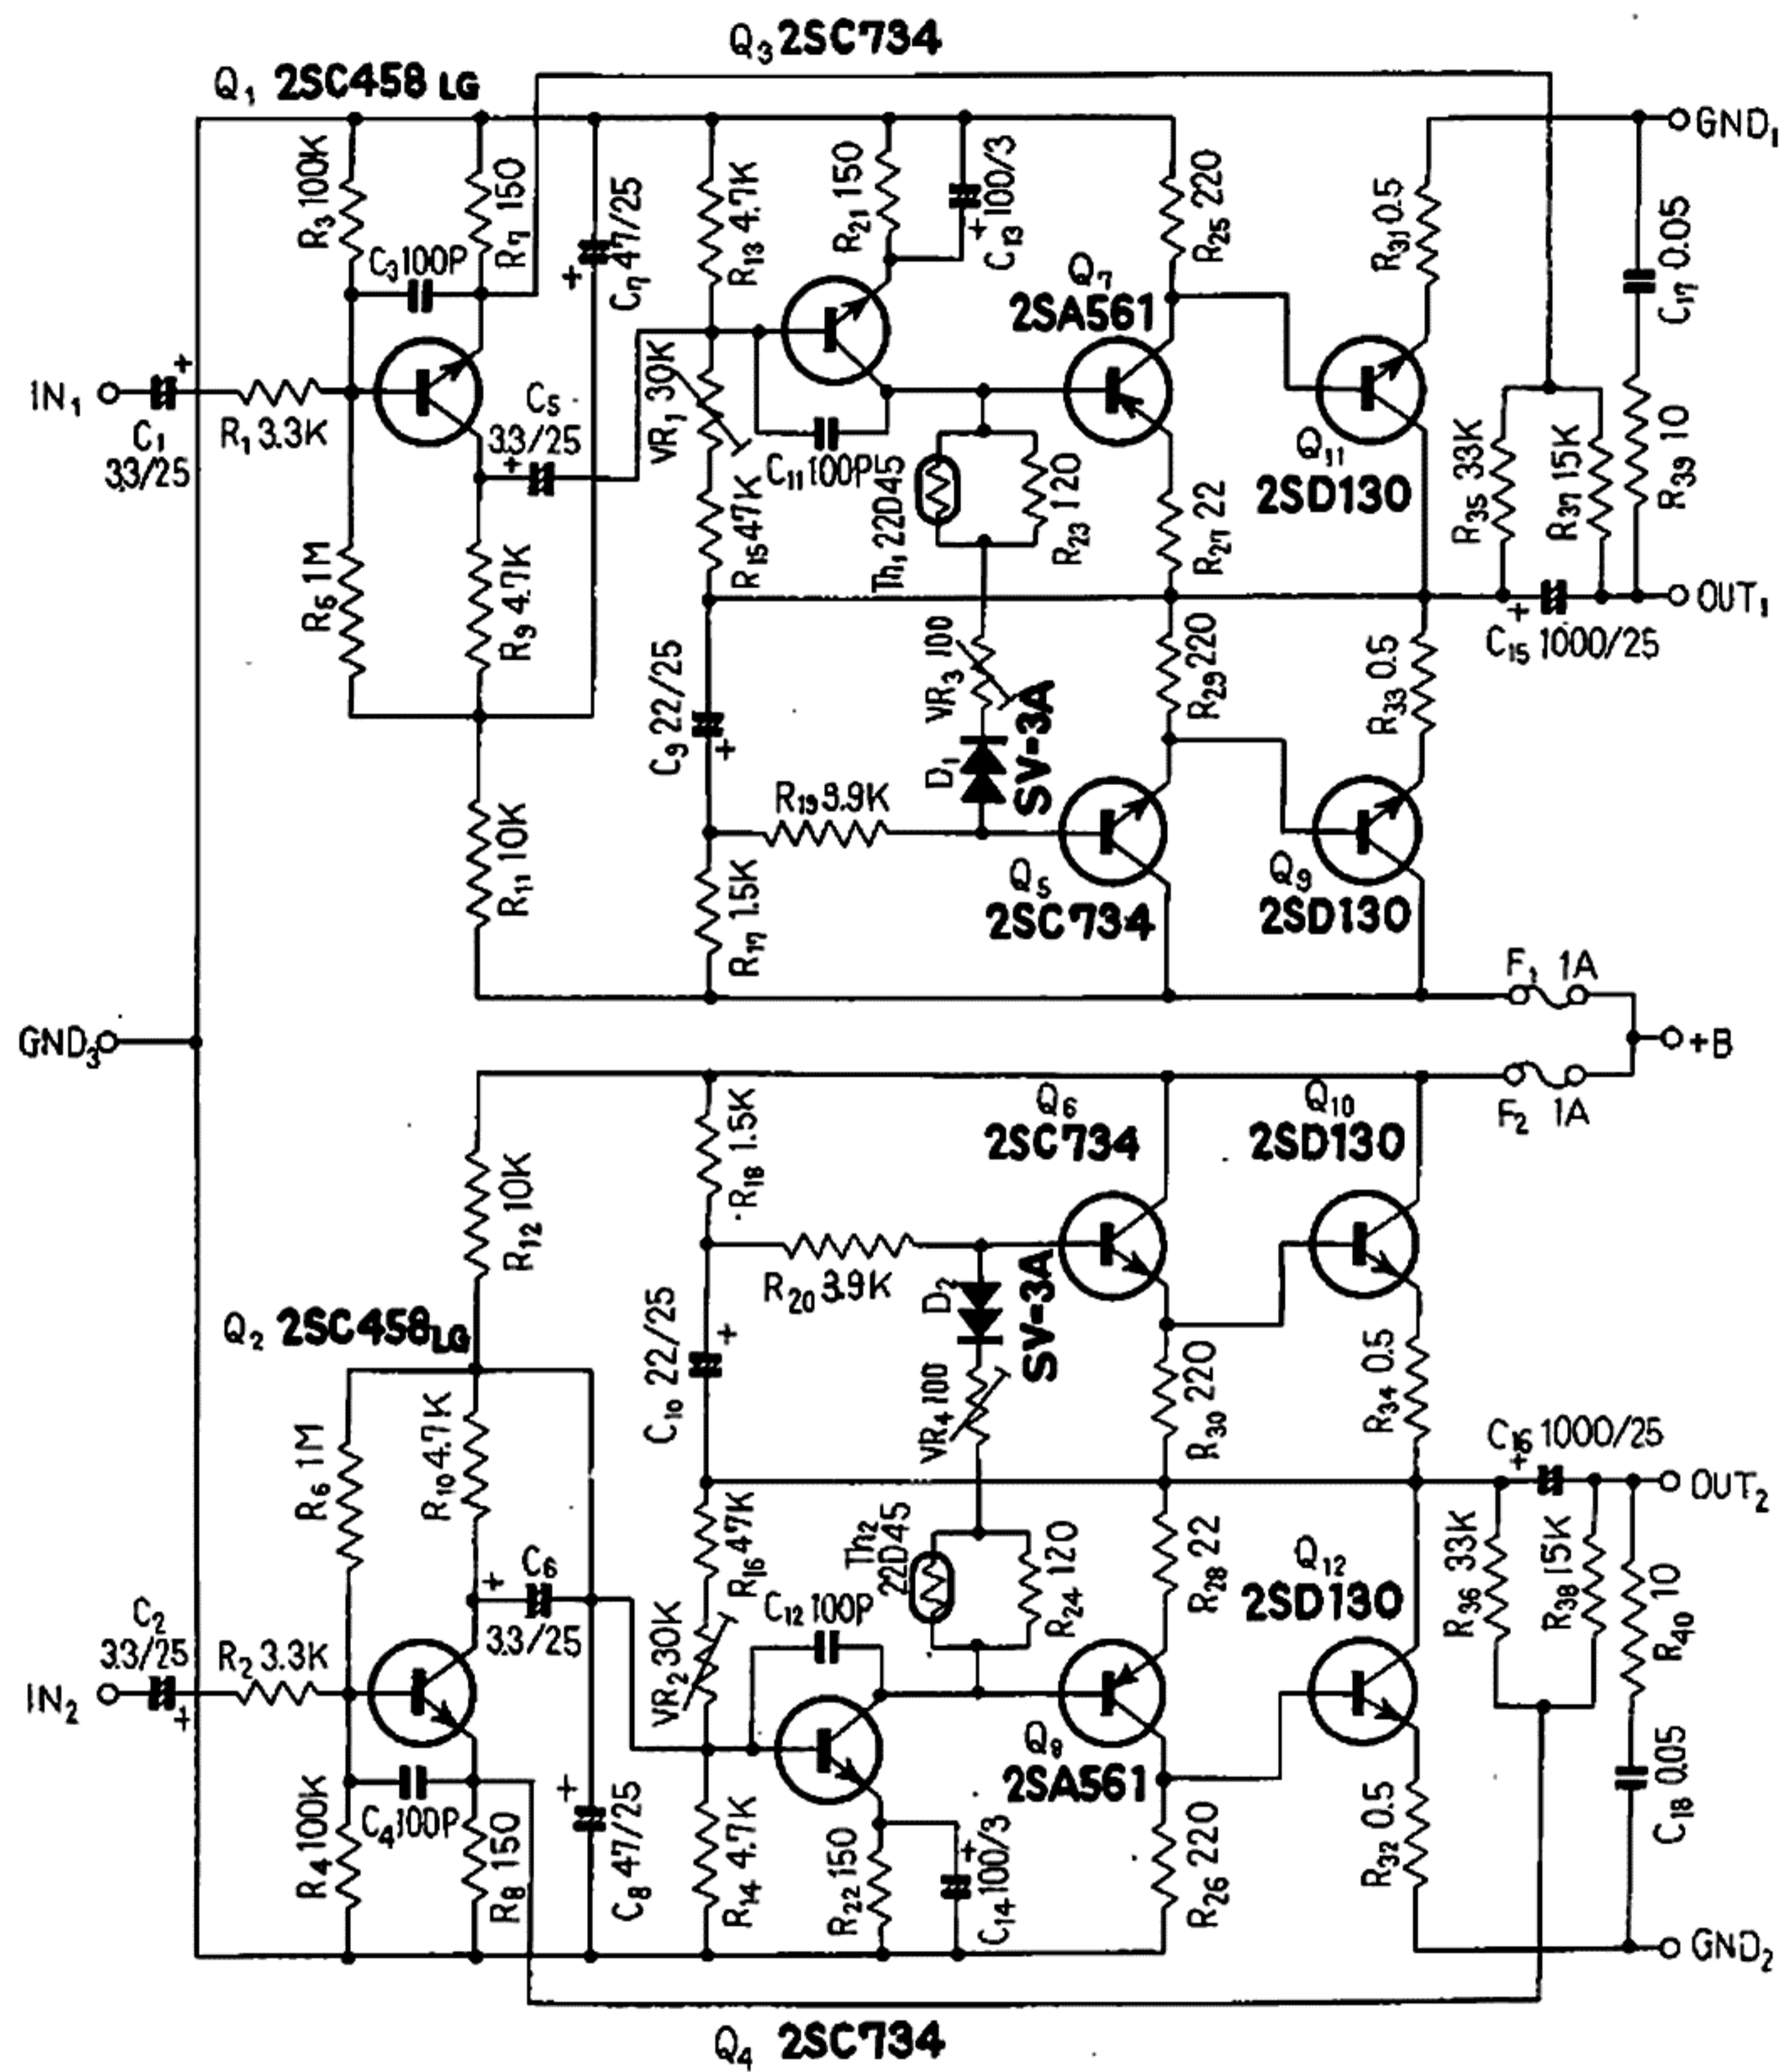 Q3 2SC734
Q1 2SC458 LG
GND1
R3 100K
R7 150
C3 100P
C7 47/25
R13 4.7K
R21 150
C13 100/3
Q7
2SA561
R25 220
R31 0.5
C17 0.05
IN1
C1
33/25
R1 3.3K
C5
33/25
VR1 30K
C11 100P
R15 47K
Th1 22D45
R23 120
R27 22
Q11
2SD130
R35 33K
R37 15K
R39 10
OUT1
C15 1000/25
R5 1M
R9 4.7K
C9 22/25
VR3 100
D1
SV-3A
R29 220
R33 0.5
R19 3.9K
R11 10K
R17 1.5K
Q5
2SC734
Q9
2SD130
F1 1A
GND3
+B
F2 1A
R12 10K
R18 1.5K
Q6
2SC734
Q10
2SD130
R20 3.9K
D2
SV-3A
Q2 2SC458 LG
C10 22/25
VR4 100
R30 220
R34 0.5
C16 1000/25
OUT2
R6 1M
R10 4.7K
R16 47K
Th2
22D45
R24 120
R28 22
Q12
2SD130
R36 33K
R38 15K
R40 10
C2
33/25
R2 3.3K
C6
33/25
VR2 30K
C12 100P
IN2
Q8
2SA561
R4 100K
C4 100P
R8 150
C8 47/25
R14 4.7K
R22 150
C14 100/3
R26 220
R32 0.5
C18 0.05
GND2
Q4 2SC734